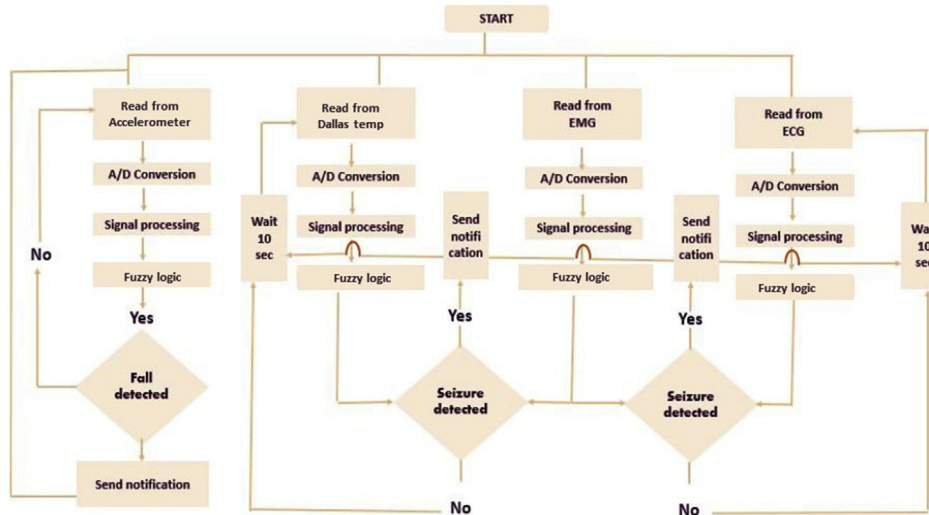 START
Read from
Accelerometer
A/D Conversion
Signal processing
Fuzzy logic
Yes
No
Fall
detected
Send notification
Read from
Dallas temp
A/D Conversion
Signal processing
Fuzzy logic
Wait
10
sec
Read from
EMG
A/D Conversion
Signal processing
Fuzzy logic
Send
notifi
cation
Yes
Seizure
detected
No
Read from
ECG
A/D Conversion
Signal processing
Fuzzy logic
Send
notifi
cation
Yes
Seizure
detected
No
Wai
10
sec